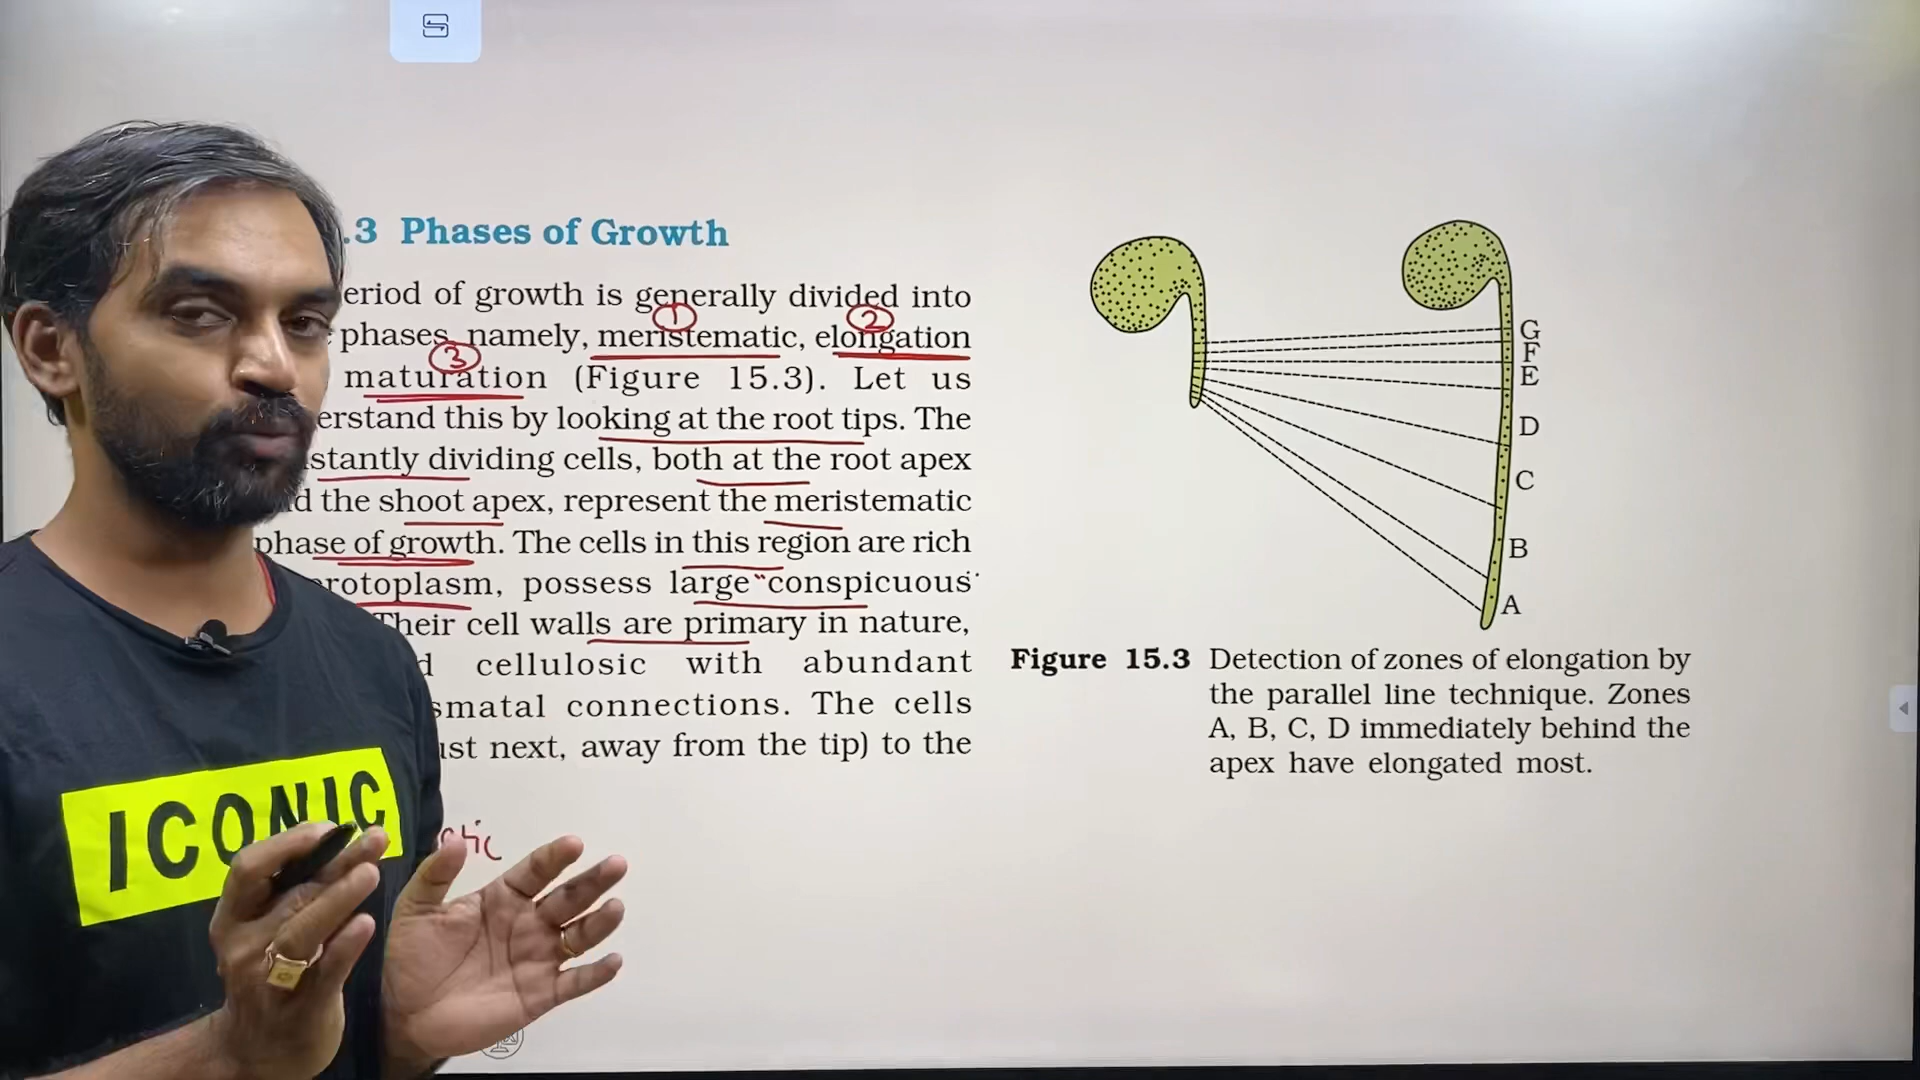 .3 Phases of Growth
eriod of growth is generally divided into
1 2
phases, namely, meristematic, elongation
3
maturation (Figure 15.3). Let us
erstand this by looking at the root tips. The
stantly dividing cells, both at the root apex
d the shoot apex, represent the meristematic
phase of growth. The cells in this region are rich
rotoplasm, possess large conspicuous
Their cell walls are primary in nature,
d cellulosic with abundant
smatal connections. The cells
ust next, away from the tip) to the
ctic
ICONIC
G
F
E
D
C
B
A
Figure 15.3 Detection of zones of elongation by
the parallel line technique. Zones
A, B, C, D immediately behind the
apex have elongated most.